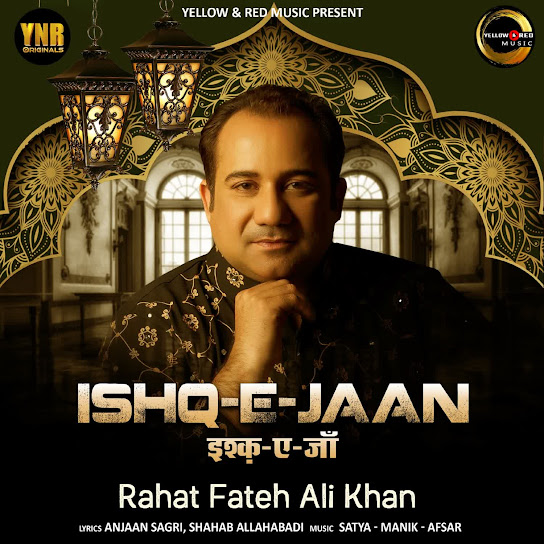 YELLOW & RED MUSIC PRESENT
YNR
ORIGINALS
YELLOW & RED
MUSIC
ISHQ-E-JAAN
इश्क़-ए-जाँ
Rahat Fateh Ali Khan
LYRICS ANJAAN SAGRI, SHAHAB ALLAHABADI MUSIC SATYA - MANIK - AFSAR